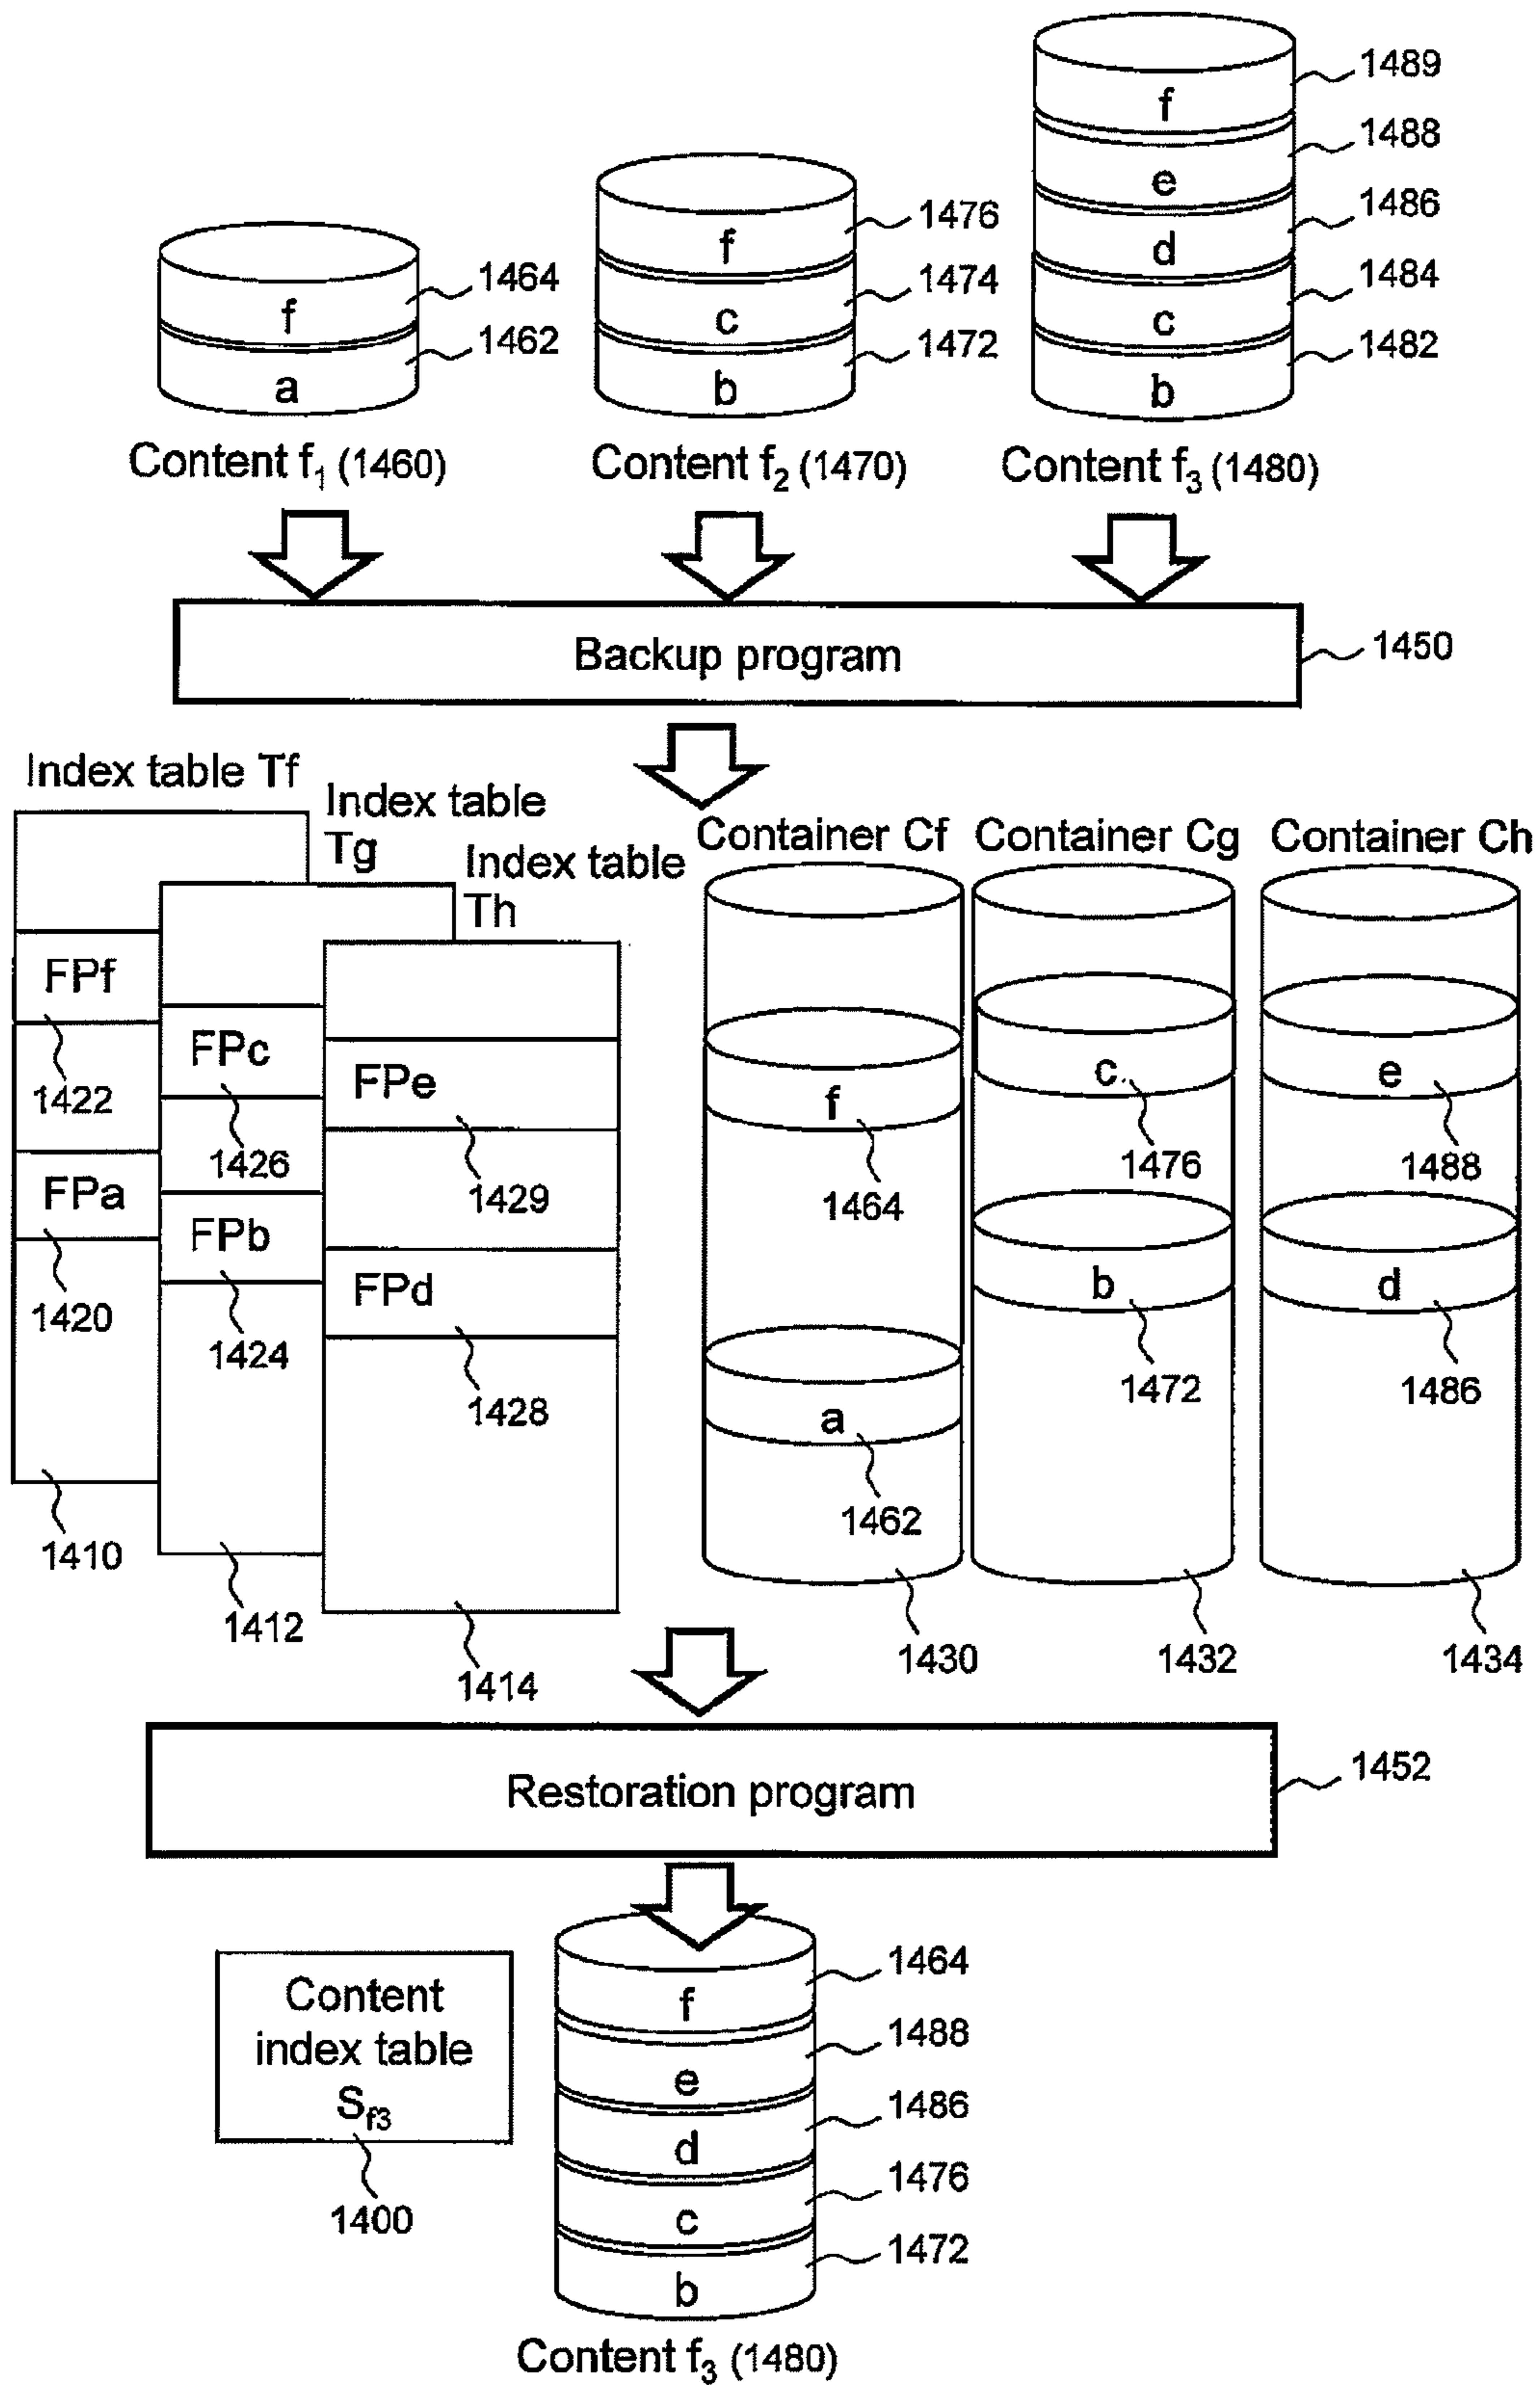 1489
f
1488
e
1476
1486
f
d
1464
1474
1484
f
c
c
1462
1472
1482
a
b
b
Content f1 (1460)
Content f2 (1470)
Content f3 (1480)
Backup program
1450
Index table Tf
Index table
Tg
Index table
Th
Container Cf
Container Cg
Container Ch
FPf
FPc
FPe
1422
1426
1429
FPa
FPb
FPd
1420
1424
1428
1410
1412
1414
f
1464
a
1462
1430
c
1476
b
1472
1432
e
1488
d
1486
1434
Restoration program
1452
Content
index table
Sf3
1400
f
1464
e
1488
d
1486
c
1476
b
1472
Content f3 (1480)